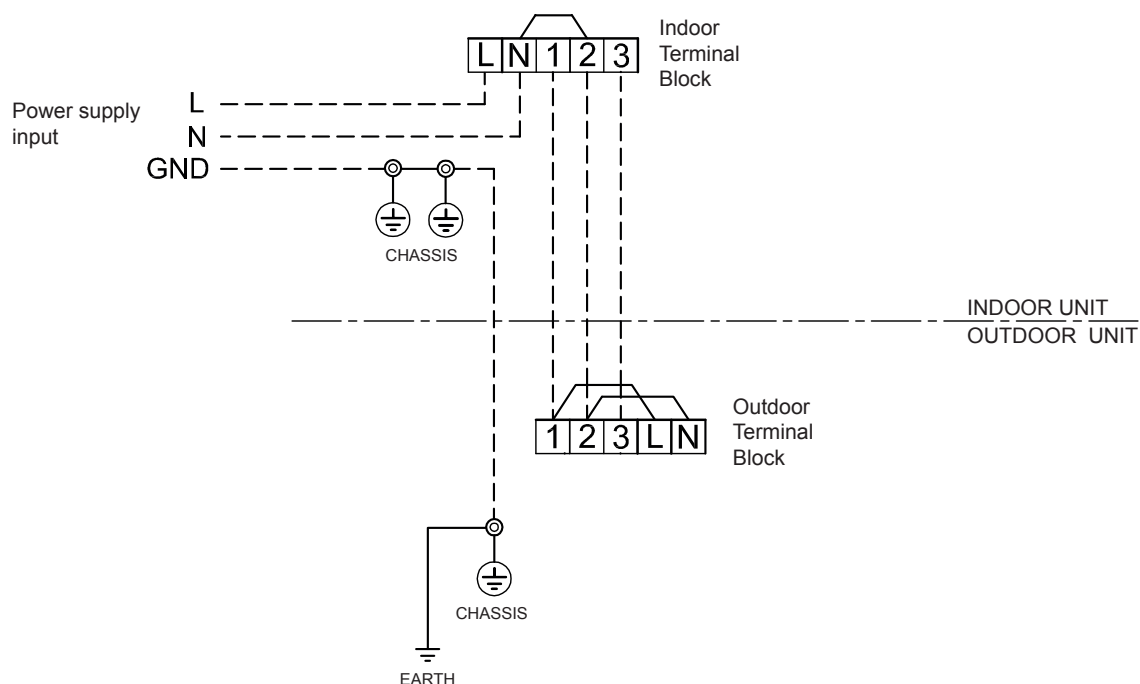 Indoor
Terminal
Block
L N 1 2 3
Power supply
input
L
N
GND
CHASSIS
INDOOR UNIT
OUTDOOR UNIT
Outdoor
Terminal
Block
1 2 3 L N
CHASSIS
EARTH